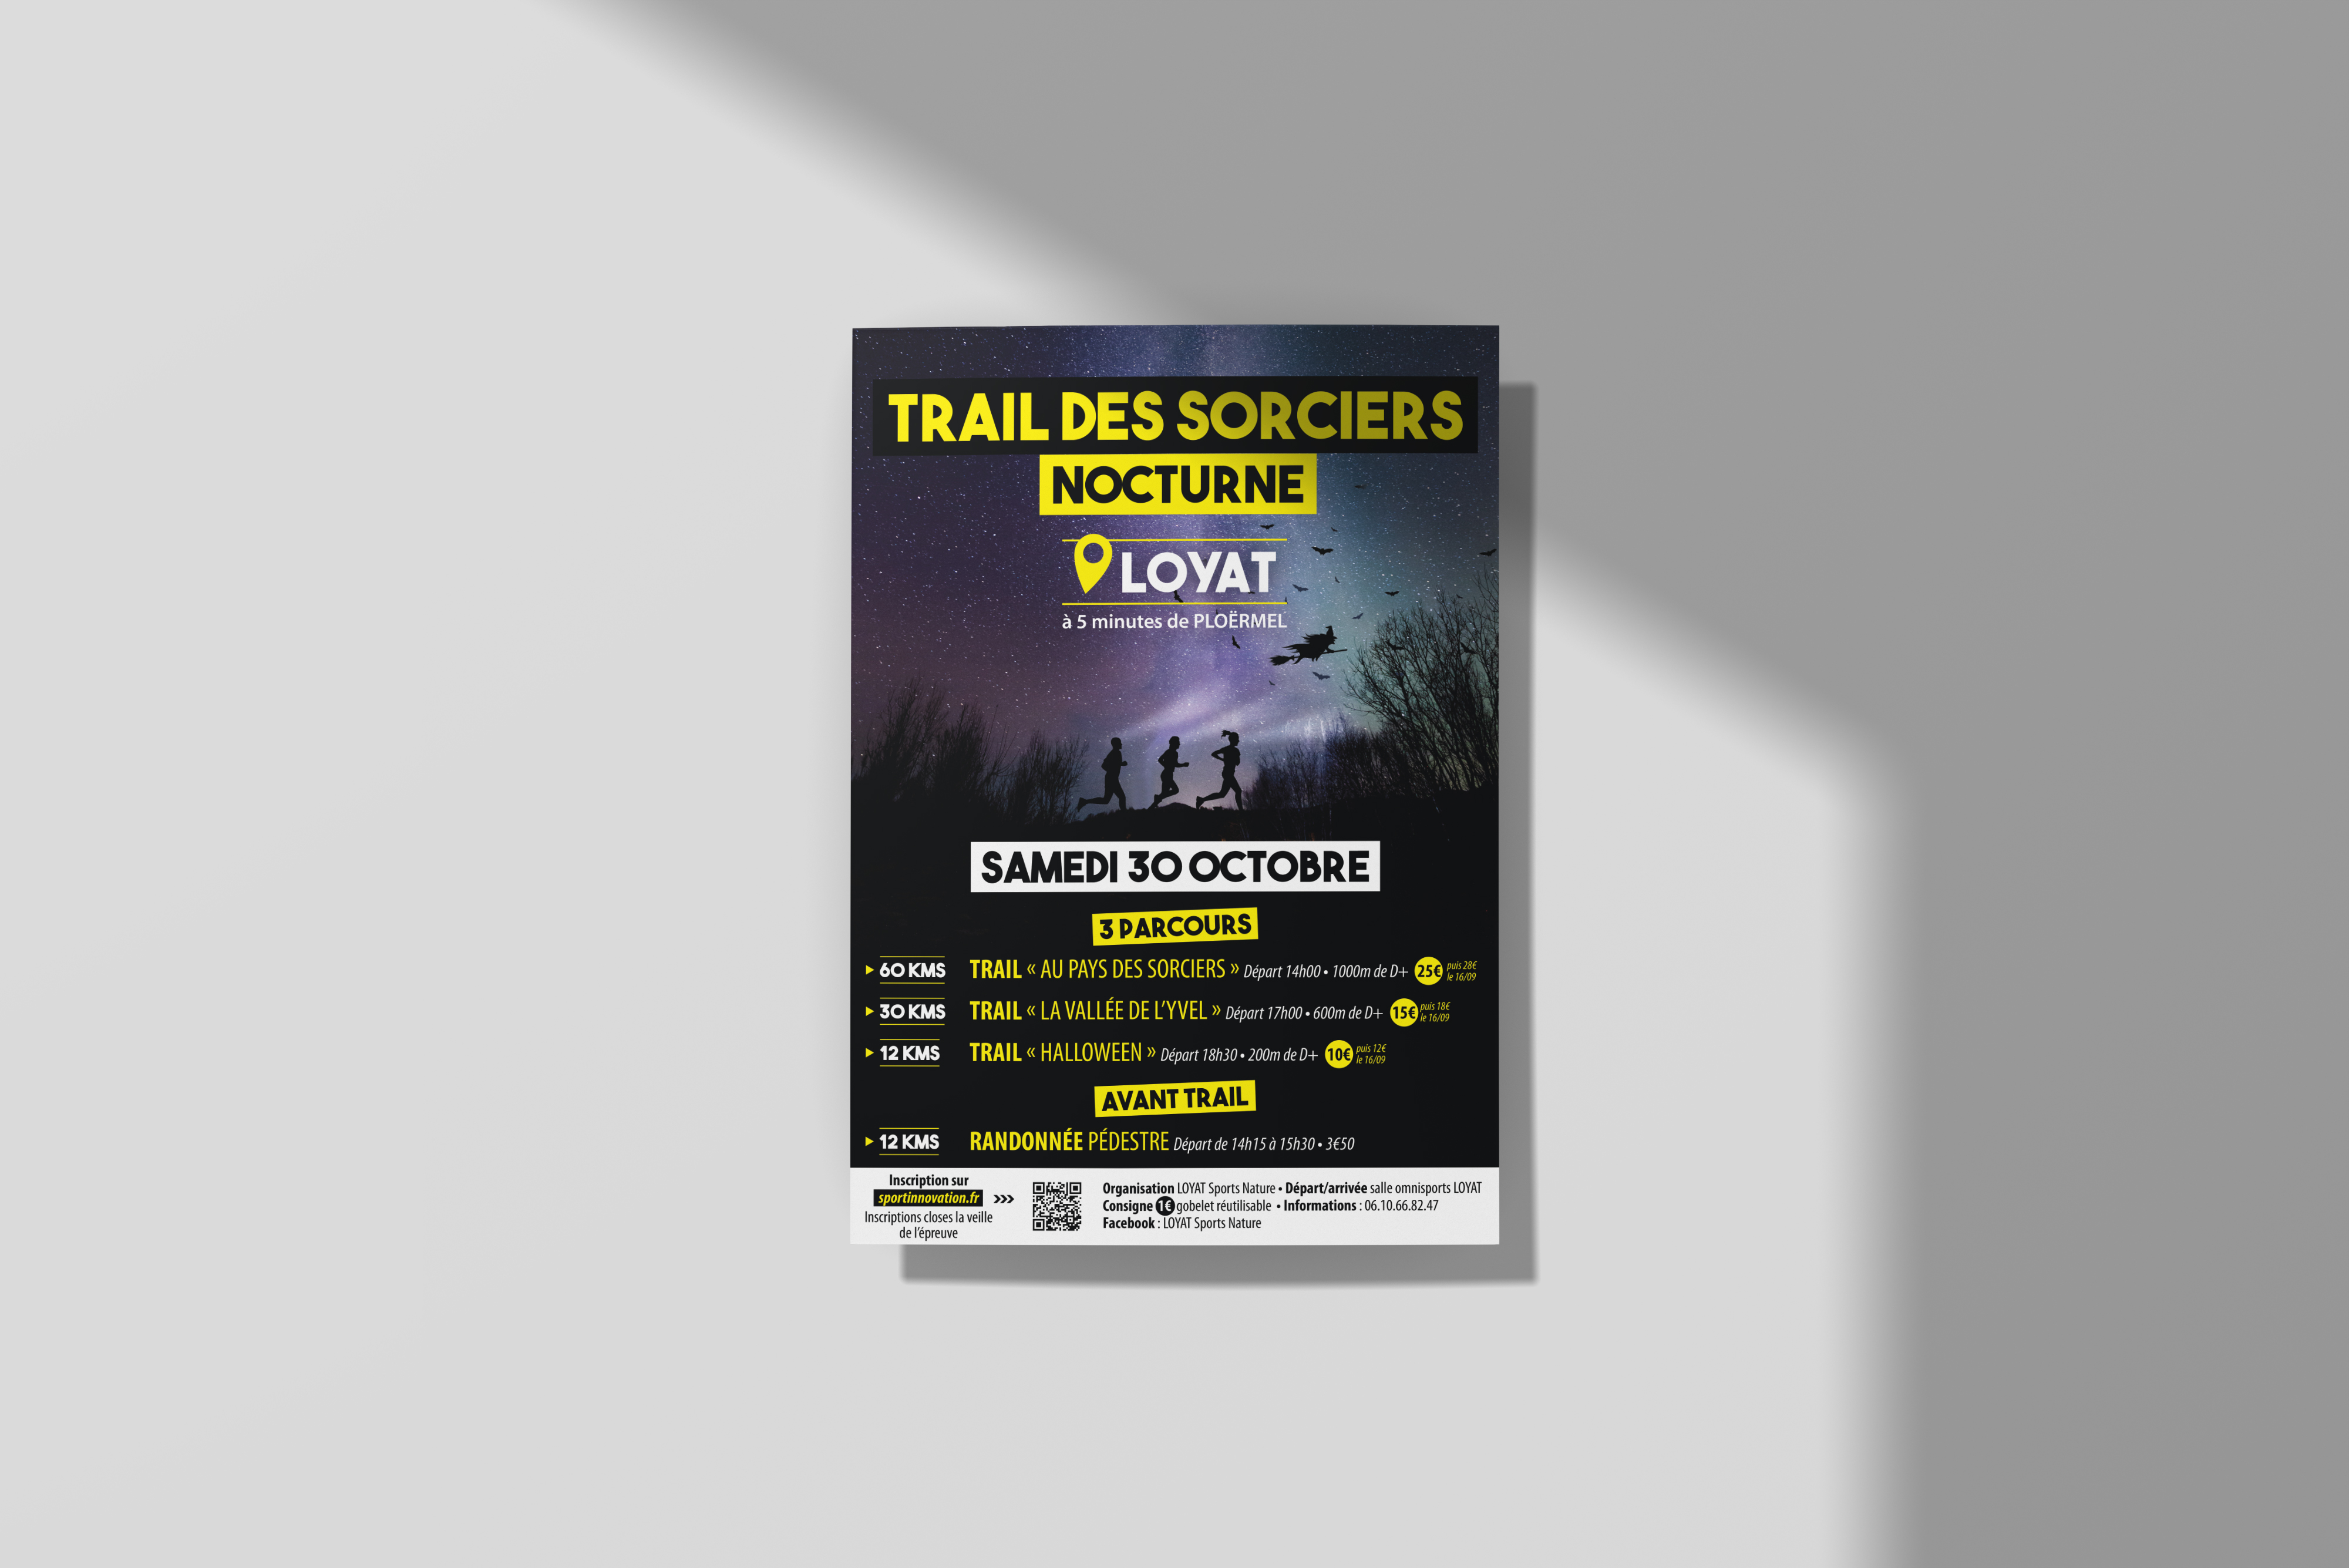 TRAIL DES SORCIERS
NOCTURNE
LOYAT
à 5 minutes de PLOËRMEL
SAMEDI 30 OCTOBRE
3 PARCOURS
60 KMS TRAIL « AU PAYS DES SORCIERS » Départ 14h00 • 1000m de D+ 25€ puis 28€ le 16/09
30 KMS TRAIL « LA VALLÉE DE L'YVEL » Départ 17h00 • 600m de D+ 15€ puis 18€ le 16/09
12 KMS TRAIL « HALLOWEEN » Départ 18h30 • 200m de D+ 10€ puis 12€ le 16/09
AVANT TRAIL
12 KMS RANDONNÉE PÉDESTRE Départ de 14h15 à 15h30 • 3€50
Inscription sur
sportinnovation.fr >>>
Inscriptions closes la veille
de l'épreuve
Organisation LOYAT Sports Nature • Départ/arrivée salle omnisports LOYAT
Consigne 1€ gobelet réutilisable • Informations : 06.10.66.82.47
Facebook : LOYAT Sports Nature